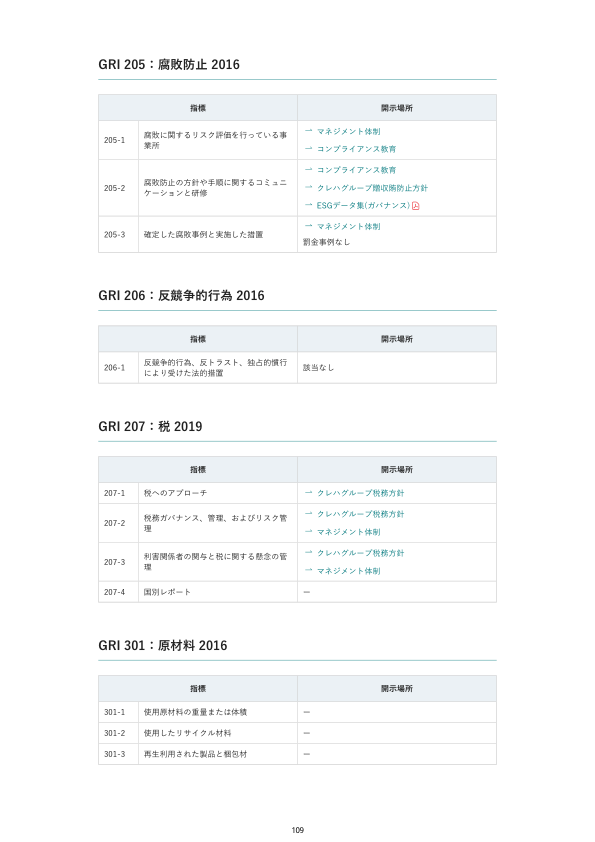 GRI 205：腐敗防止 2016
指標
開示場所
205-1
腐敗に関するリスク評価を行っている事
業所
→ マネジメント体制
→ コンプライアンス教育
205-2
腐敗防止の方針や手順に関するコミュニ
ケーションと研修
→ コンプライアンス教育
→ クレハグループ贈収賄防止方針
→ ESGデータ集(ガバナンス)
205-3
確定した腐敗事例と実施した措置
→ マネジメント体制
罰金事例なし
GRI 206：反競争的行為 2016
指標
開示場所
206-1
反競争的行為、反トラスト、独占的慣行
により受けた法的措置
該当なし
GRI 207：税 2019
指標
開示場所
207-1
税へのアプローチ
→ クレハグループ税務方針
207-2
税務ガバナンス、管理、およびリスク管
理
→ クレハグループ税務方針
→ マネジメント体制
207-3
利害関係者の関与と税に関する懸念の管
理
→ クレハグループ税務方針
→ マネジメント体制
207-4
国別レポート
ー
GRI 301：原材料 2016
指標
開示場所
301-1
使用原材料の重量または体積
ー
301-2
使用したリサイクル材料
ー
301-3
再生利用された製品と梱包材
ー
109